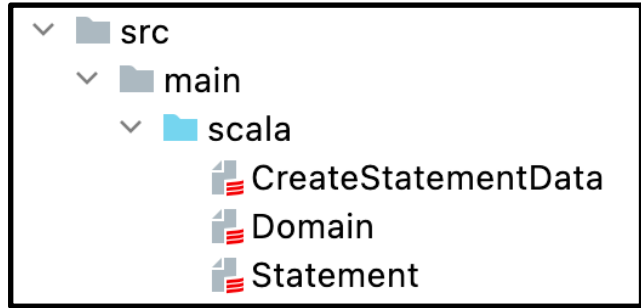 src
main
scala
CreateStatementData
Domain
Statement